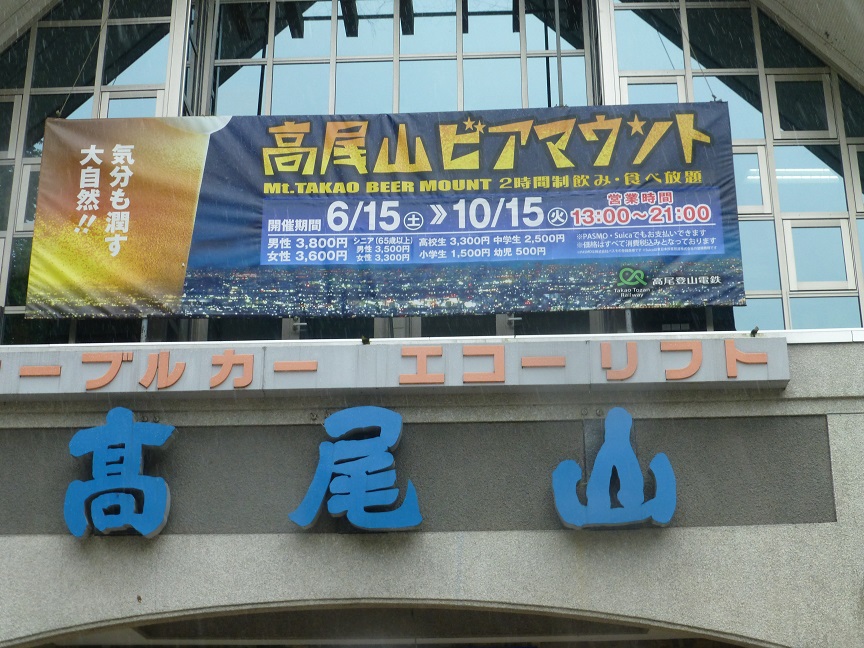 気分も潤す
大自然!!
高尾山ビアマウント
Mt.TAKAO BEER MOUNT 2時間制飲み・食べ放題
開催期間 6/15(土) » 10/15(火)
営業時間
13:00〜21:00
男性 3,800円
女性 3,600円
シニア(65歳以上)
男性 3,500円
女性 3,300円
高校生 3,300円 中学生 2,500円
小学生 1,500円 幼児 500円
※PASMO・Suicaでもお支払いできます
※価格はすべて消費税込みとなっております
高尾登山電鉄
Takao Tozan
Railway
ーブルカー エコーリフト
高尾山